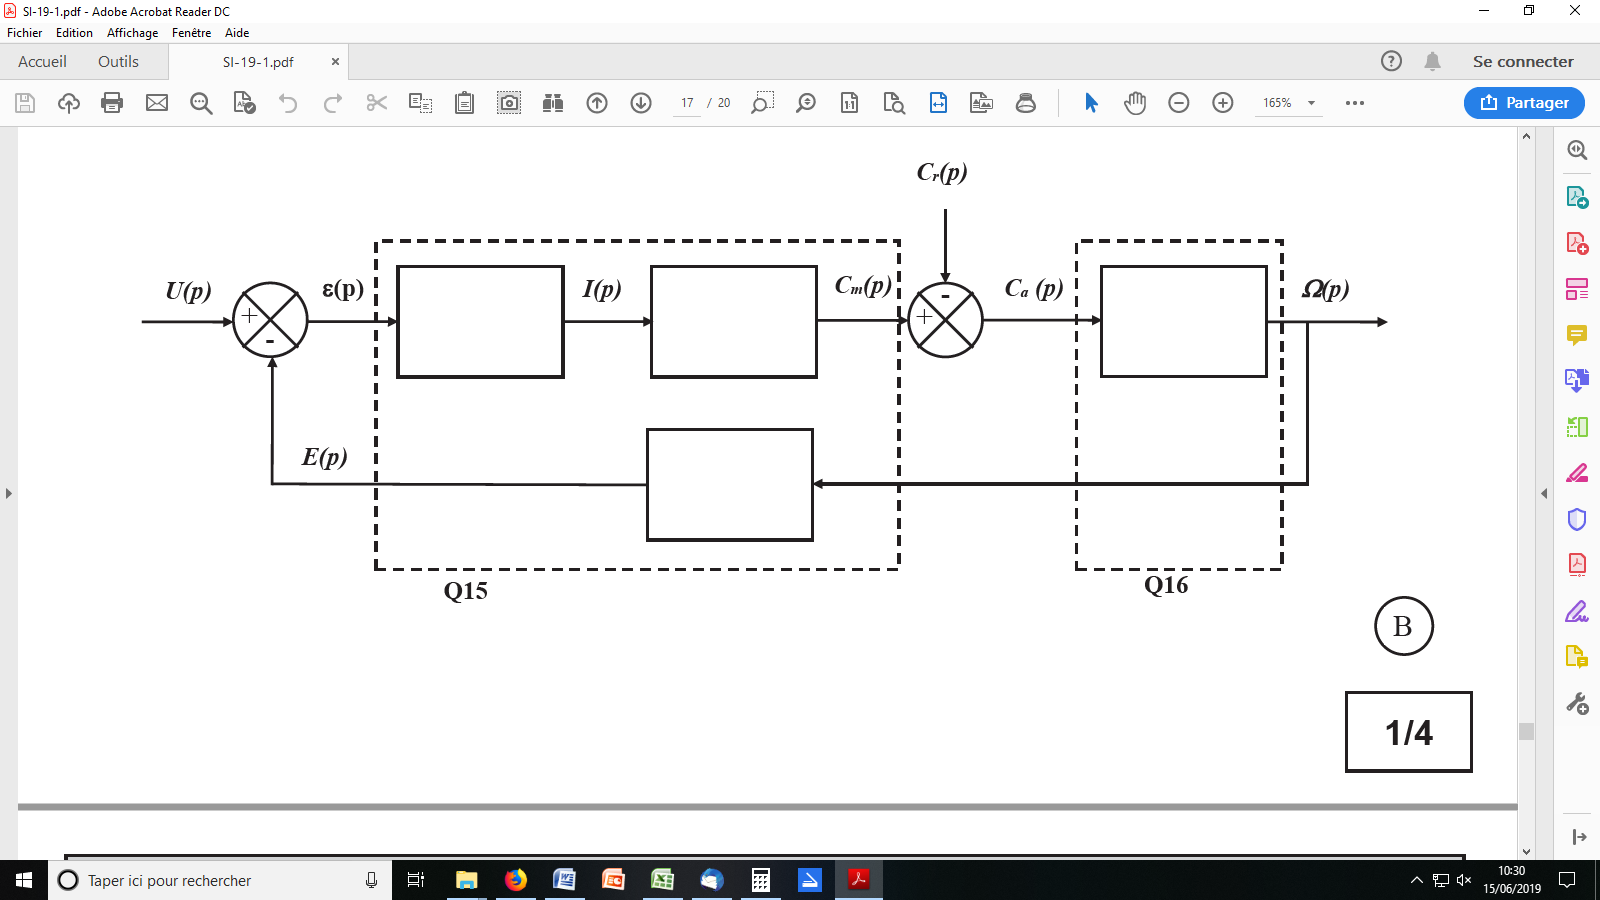 SI-19-1.pdf - Adobe Acrobat Reader DC
Fichier Edition Affichage Fenêtre Aide
Accueil Outils SI-19-1.pdf × ? Se connecter
17 / 20 1:1 165% Partager
Cr(p)
U(p) + - ε(p) I(p) Cm(p) + - Ca (p) Ω(p)
E(p)
Q15 Q16
B
1/4
Taper ici pour rechercher
10:30
15/06/2019